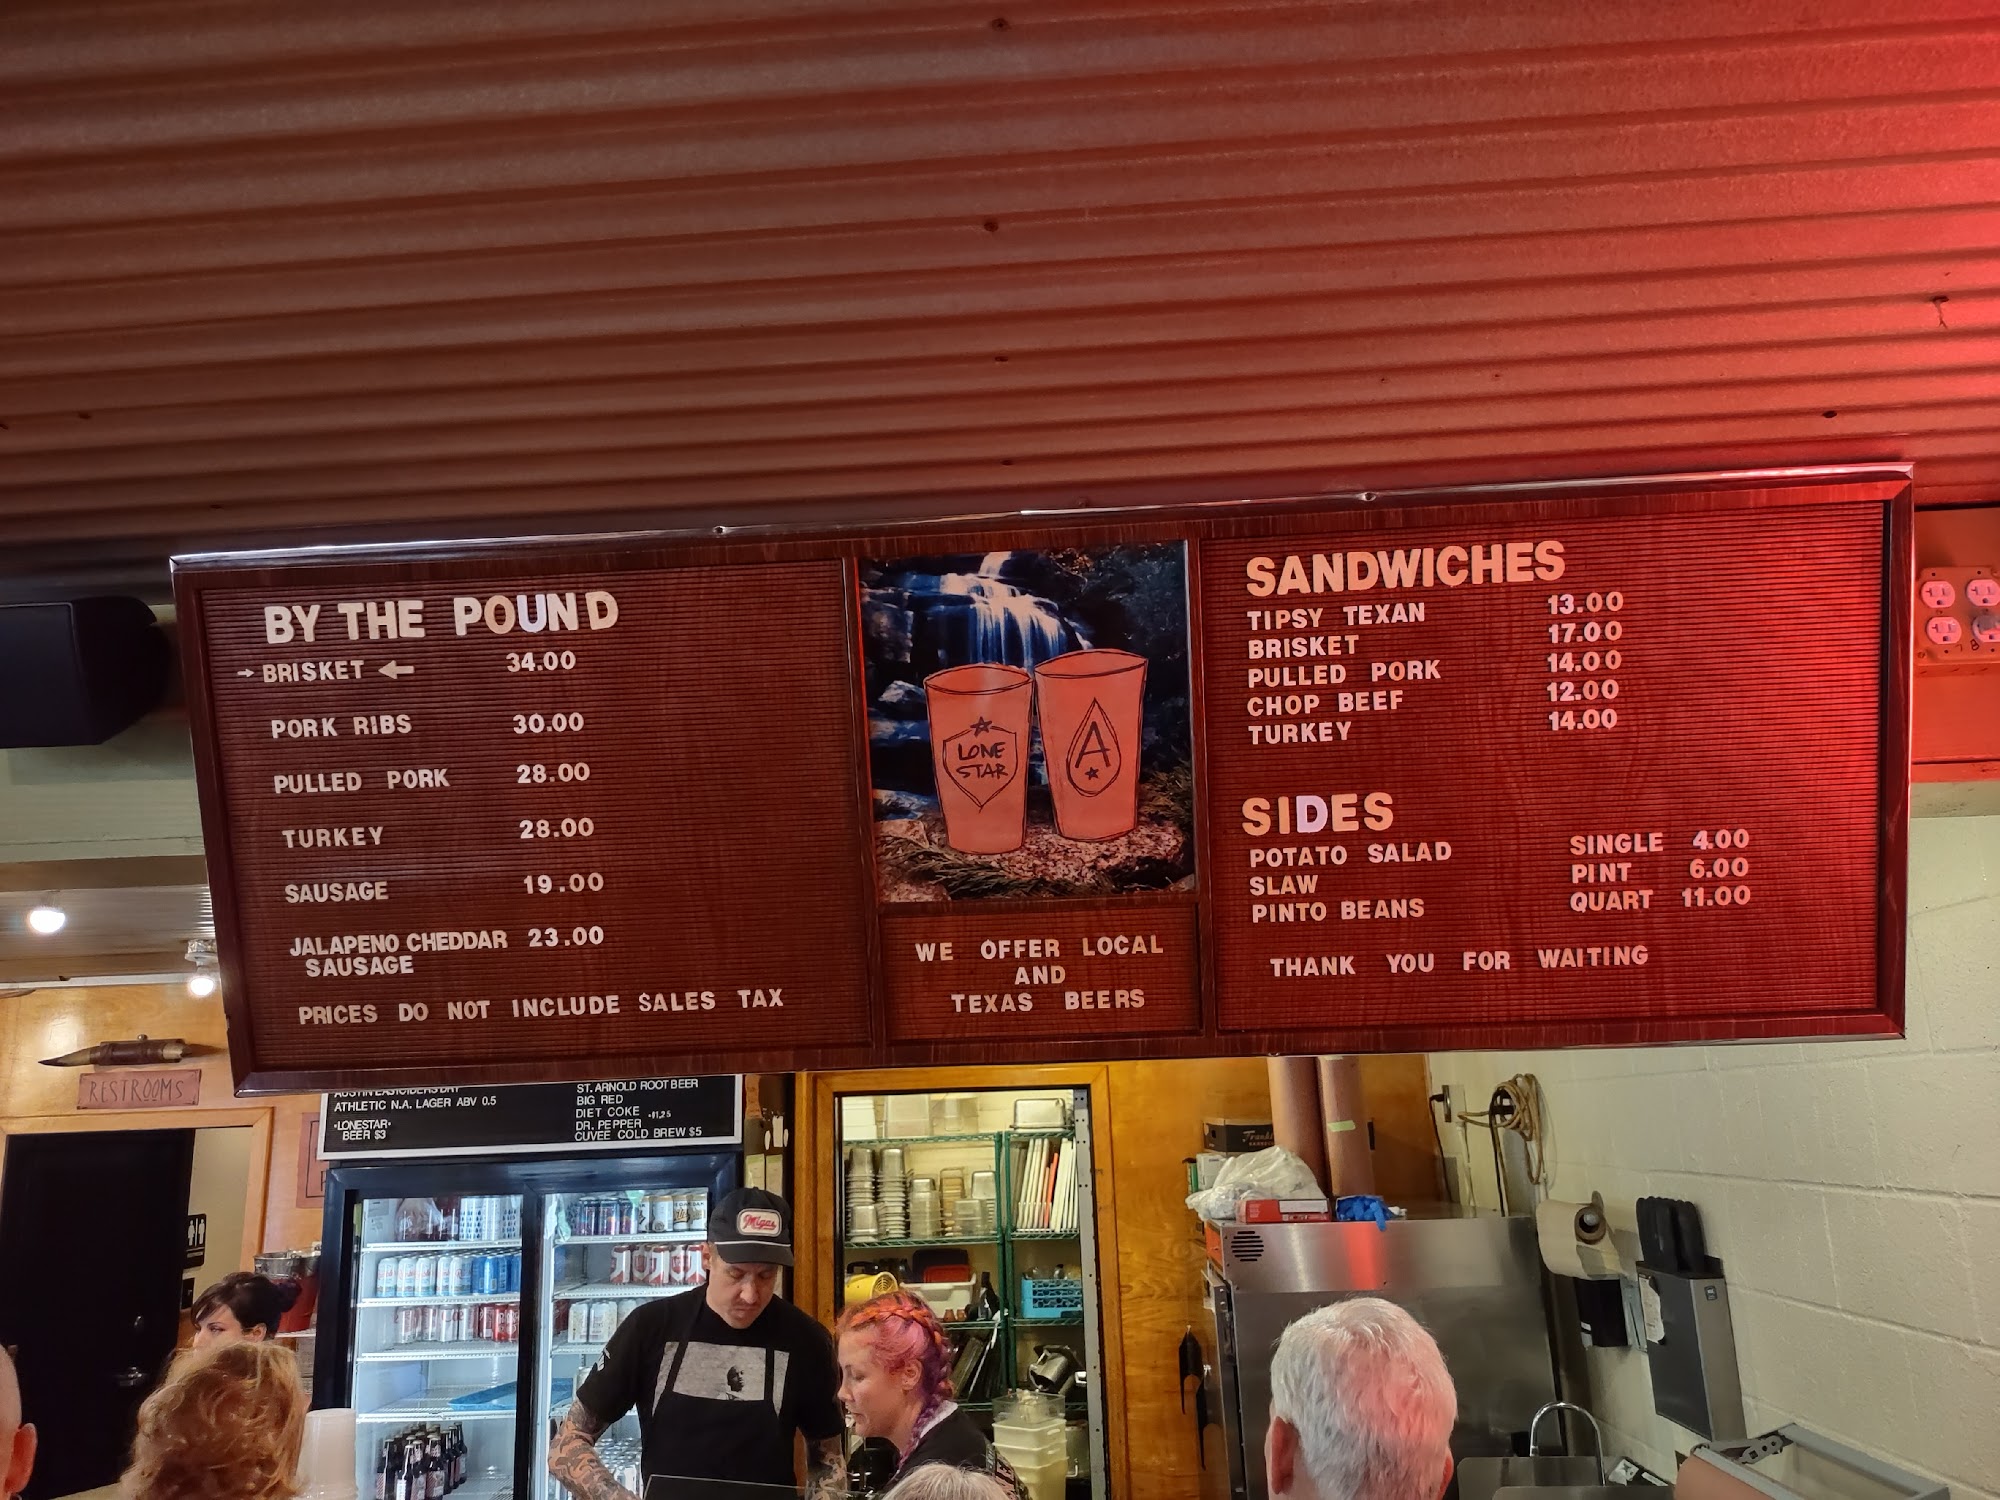 BY THE POUND
→ BRISKET ← 34.00
PORK RIBS 30.00
PULLED PORK 28.00
TURKEY 28.00
SAUSAGE 19.00
JALAPENO CHEDDAR 23.00
SAUSAGE
PRICES DO NOT INCLUDE SALES TAX
LONE
STAR
A
WE OFFER LOCAL
AND
TEXAS BEERS
SANDWICHES
TIPSY TEXAN 13.00
BRISKET 17.00
PULLED PORK 14.00
CHOP BEEF 12.00
TURKEY 14.00
SIDES
POTATO SALAD SINGLE 4.00
SLAW PINT 6.00
PINTO BEANS QUART 11.00
THANK YOU FOR WAITING
RESTROOMS
ATHLETIC N.A. LAGER ABV 0.5
•LONESTAR•
BEER $3
ST. ARNOLD ROOT BEER
BIG RED
DIET COKE
DR. PEPPER
CUVEE COLD BREW $5
Migas